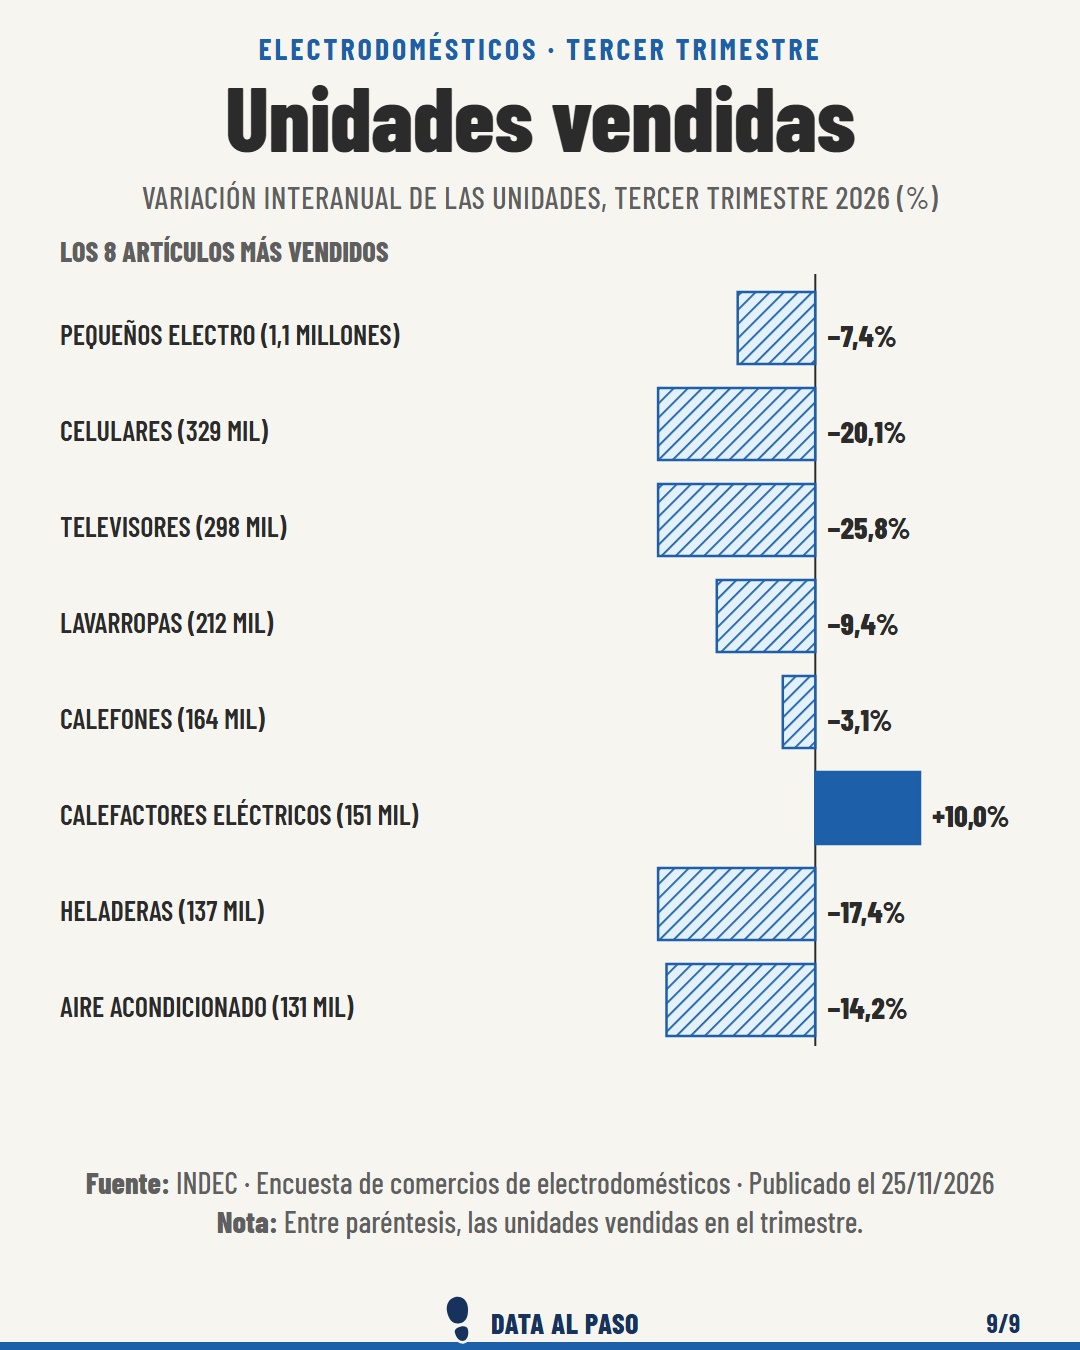 ELECTRODOMÉSTICOS · TERCER TRIMESTRE
Unidades vendidas
VARIACIÓN INTERANUAL DE LAS UNIDADES, TERCER TRIMESTRE 2026 (%)
LOS 8 ARTÍCULOS MÁS VENDIDOS
PEQUEÑOS ELECTRO (1,1 MILLONES) −7,4%
CELULARES (329 MIL) −20,1%
TELEVISORES (298 MIL) −25,8%
LAVARROPAS (212 MIL) −9,4%
CALEFONES (164 MIL) −3,1%
CALEFACTORES ELÉCTRICOS (151 MIL) +10,0%
HELADERAS (137 MIL) −17,4%
AIRE ACONDICIONADO (131 MIL) −14,2%
Fuente: INDEC · Encuesta de comercios de electrodomésticos · Publicado el 25/11/2026
Nota: Entre paréntesis, las unidades vendidas en el trimestre.
DATA AL PASO 9/9